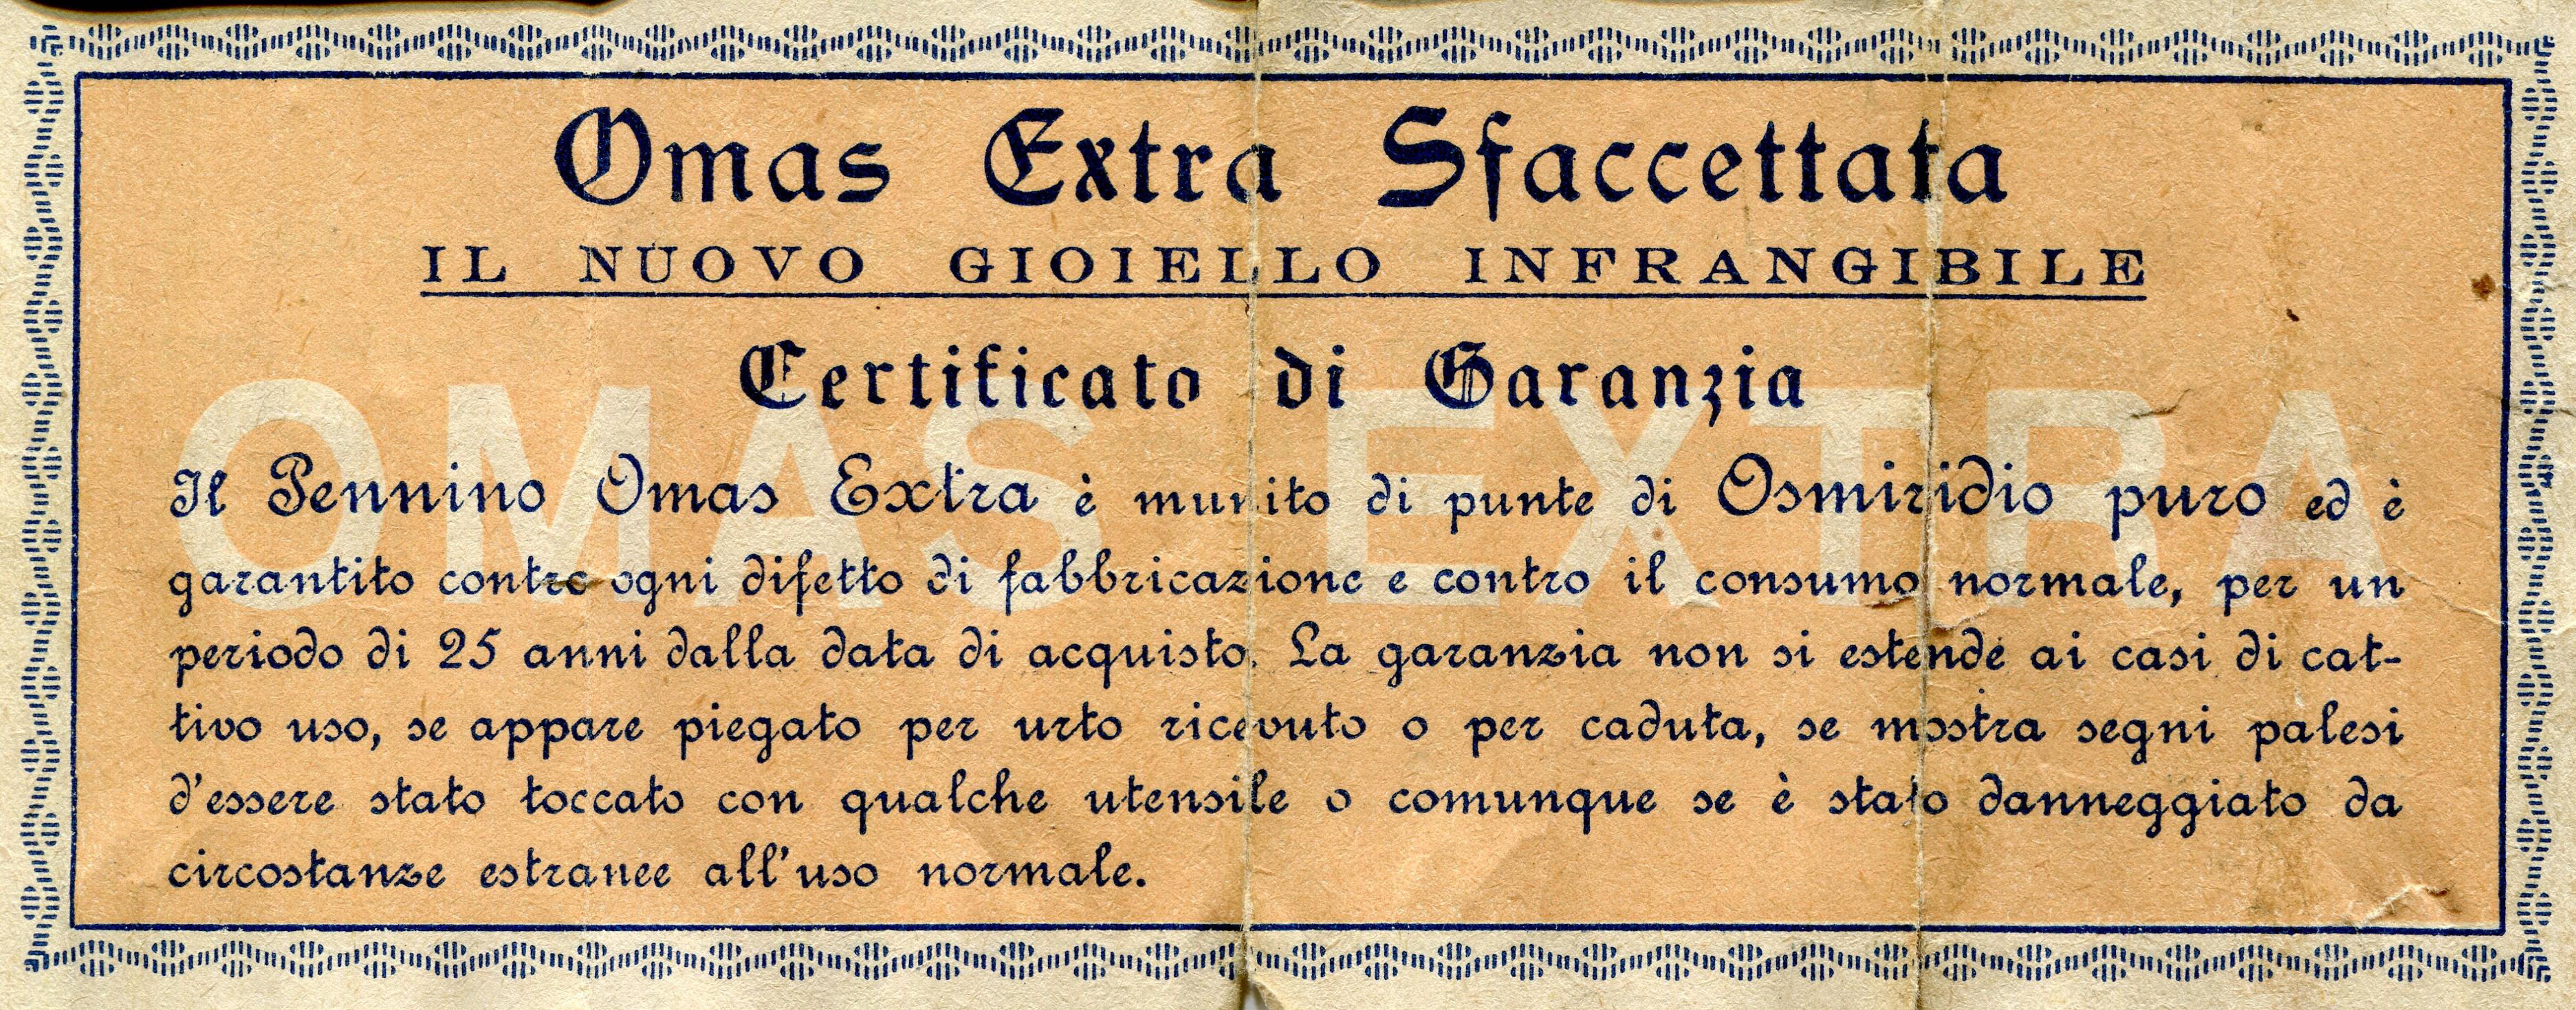 Omas Extra Sfaccettata
IL NUOVO GIOIELLO INFRANGIBILE
Certificato di Garanzia
OMAS EXTRA
Il Pennino Omas Extra è munito di punte di Osmiridio puro ed è
garantito contro ogni difetto di fabbricazione e contro il consumo normale, per un
periodo di 25 anni dalla data di acquisto. La garanzia non si estende ai casi di cat-
tivo uso, se appare piegato per urto ricevuto o per caduta, se mostra segni palesi
d'essere stato toccato con qualche utensile o comunque se è stato danneggiato da
circostanze estranee all'uso normale.